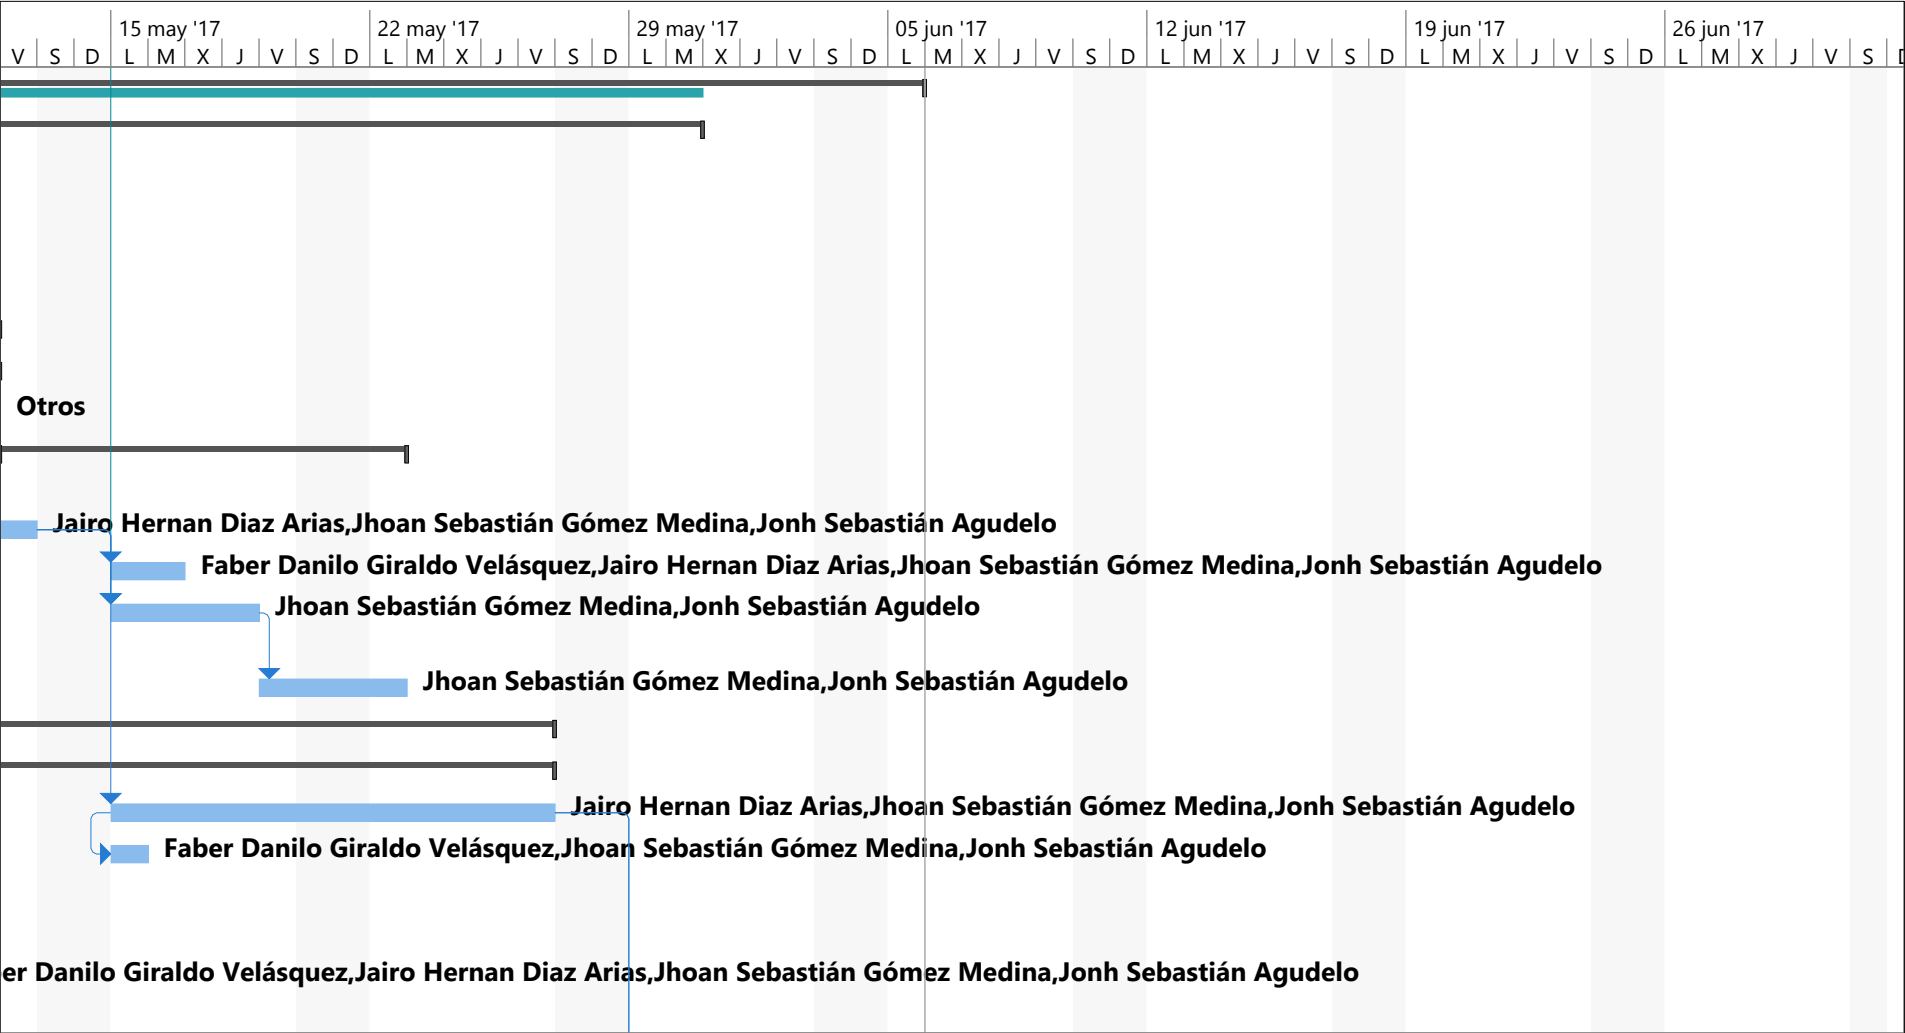 15 may '17 22 may '17 29 may '17 05 jun '17 12 jun '17 19 jun '17 26 jun '17
V S D L M X J V S D L M X J V S D L M X J V S D L M X J V S D L M X J V S D L M X J V S D L M X J V S
Otros
Jairo Hernan Diaz Arias,Jhoan Sebastián Gómez Medina,Jonh Sebastián Agudelo
Faber Danilo Giraldo Velásquez,Jairo Hernan Diaz Arias,Jhoan Sebastián Gómez Medina,Jonh Sebastián Agudelo
Jhoan Sebastián Gómez Medina,Jonh Sebastián Agudelo
Jhoan Sebastián Gómez Medina,Jonh Sebastián Agudelo
Jairo Hernan Diaz Arias,Jhoan Sebastián Gómez Medina,Jonh Sebastián Agudelo
Faber Danilo Giraldo Velásquez,Jhoan Sebastián Gómez Medina,Jonh Sebastián Agudelo
er Danilo Giraldo Velásquez,Jairo Hernan Diaz Arias,Jhoan Sebastián Gómez Medina,Jonh Sebastián Agudelo